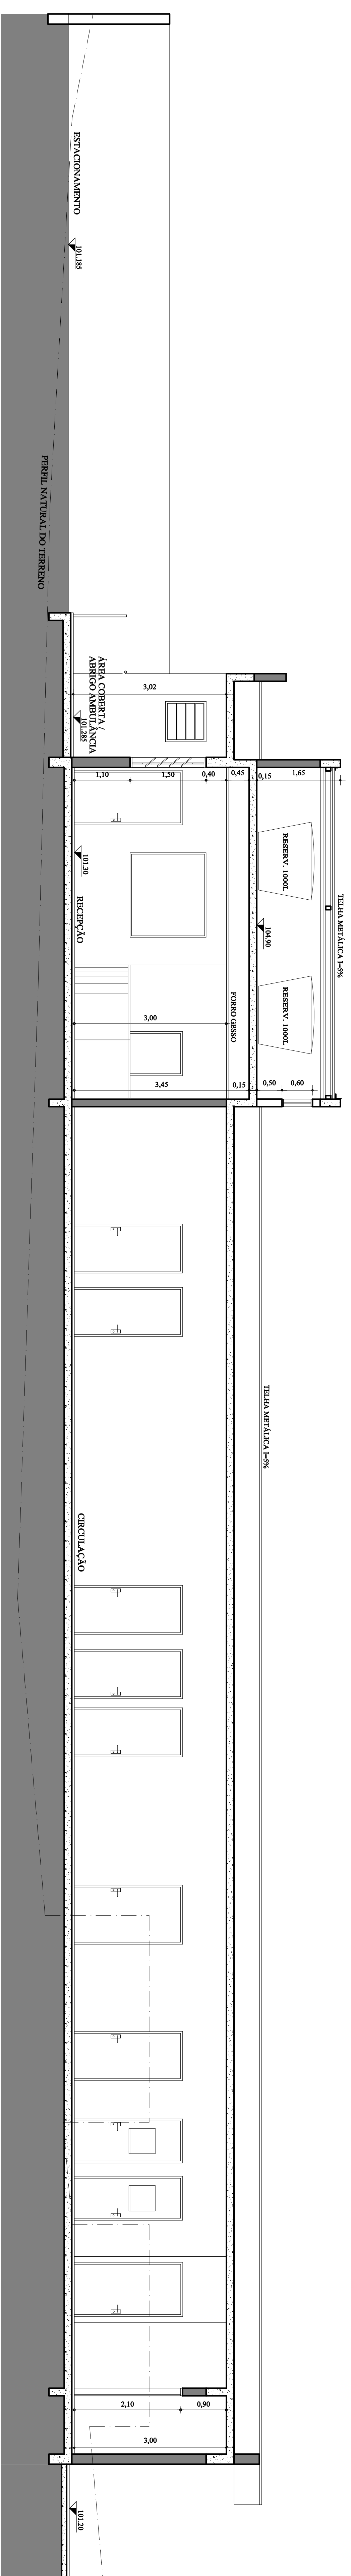 ESTACIONAMENTO
101.185
PERFIL NATURAL DO TERRENO
ÁREA COBERTA /
ABRIGO AMBULÂNCIA
101.285
3,02
1,10
1,50
0,40
0,45
0,15
1,65
101.30
RECEPÇÃO
RESERV. 1000L
RESERV. 1000L
104.90
TELHA METÁLICA I=5%
FORRO GESSO
3,00
3,45
0,15
0,50
0,60
TELHA METÁLICA I=5%
CIRCULAÇÃO
2,10
0,90
3,00
101.20